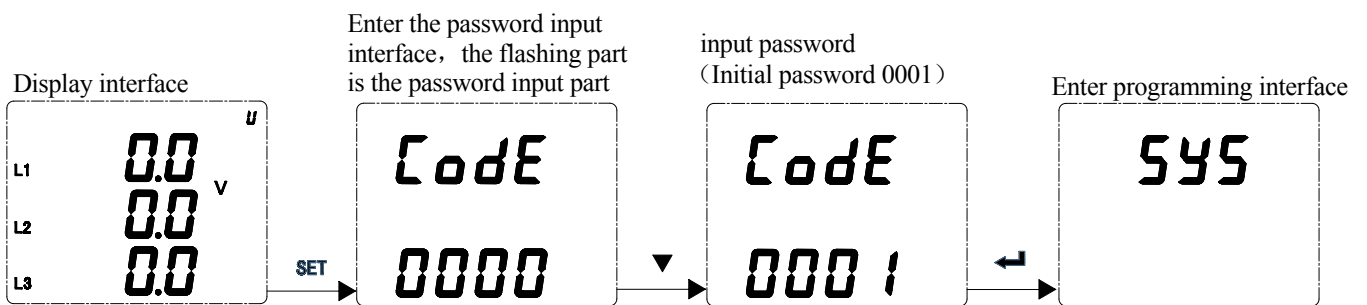 Display interface
U
L1 0.0
V
L2 0.0
L3 0.0
SET
Enter the password input
interface，the flashing part
is the password input part
CodE
0000
▼
input password
（Initial password 0001）
CodE
0001
Enter programming interface
SYS